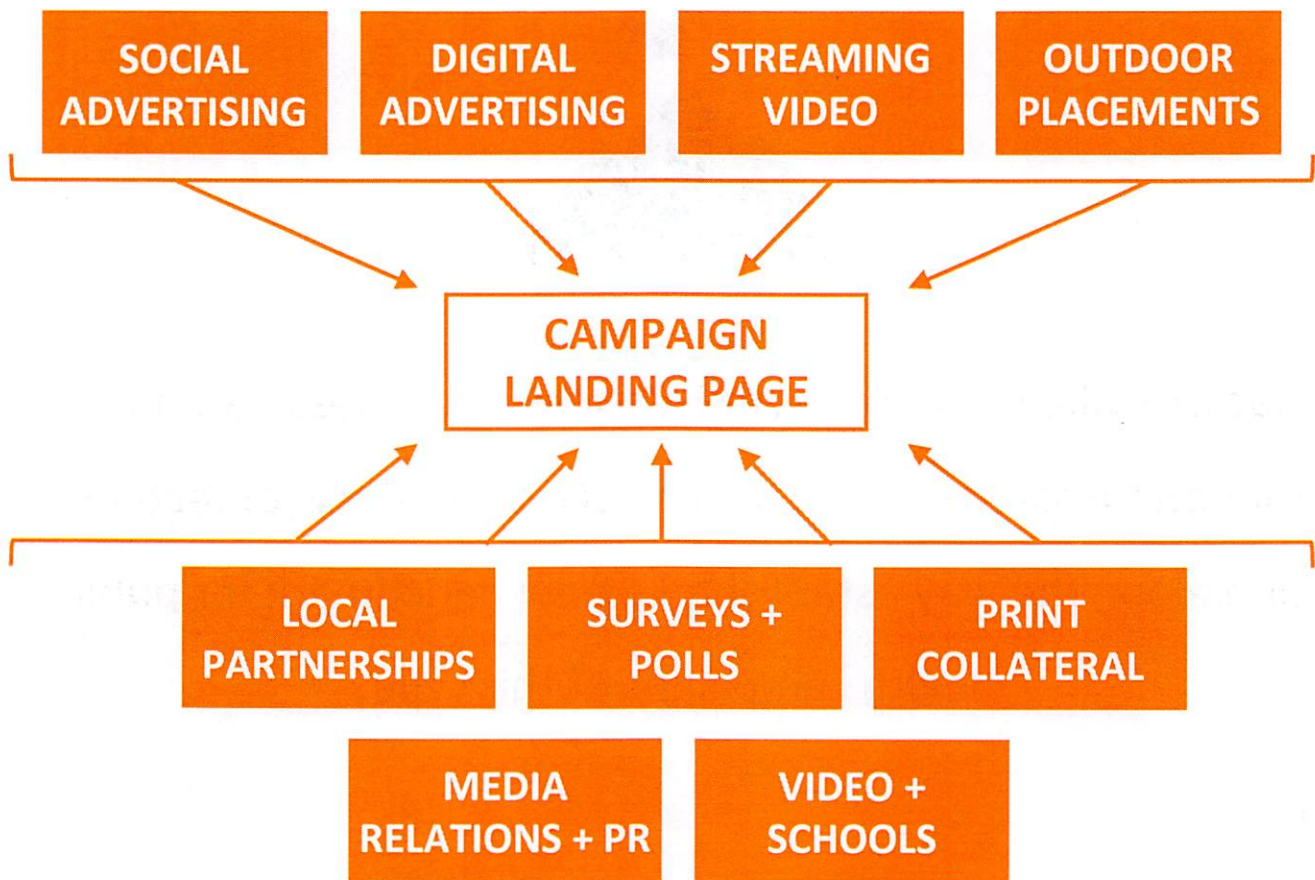 SOCIAL
ADVERTISING
DIGITAL
ADVERTISING
STREAMING
VIDEO
OUTDOOR
PLACEMENTS
CAMPAIGN
LANDING PAGE
LOCAL
PARTNERSHIPS
SURVEYS +
POLLS
PRINT
COLLATERAL
MEDIA
RELATIONS + PR
VIDEO +
SCHOOLS